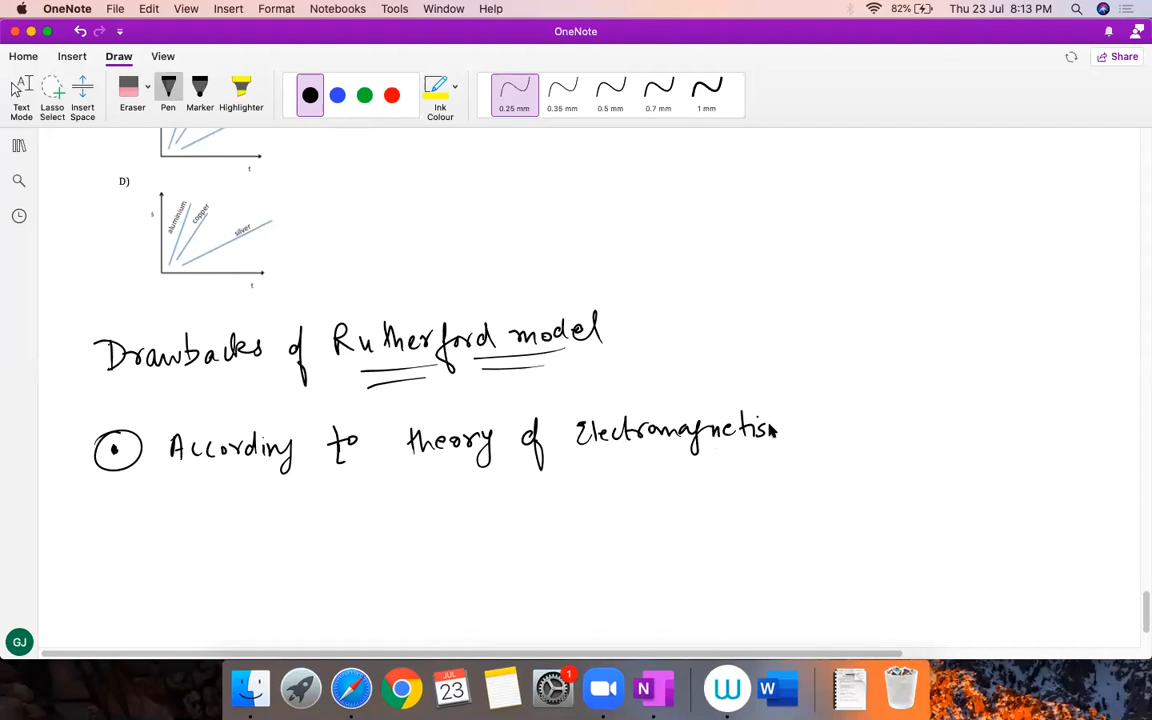 OneNote File Edit View Insert Format Notebooks Tools Window Help 82% Thu 23 Jul 8:13 PM
OneNote
Home Insert Draw View Share
Text Mode Lasso Select Insert Space Eraser Pen Marker Highlighter Ink Colour 0.25 mm 0.35 mm 0.5 mm 0.7 mm 1 mm
t
D)
s aluminium copper silver
t
Drawbacks of Rutherford model
According to theory of Electromagnetism
GJ
JUL 23 1 N W W